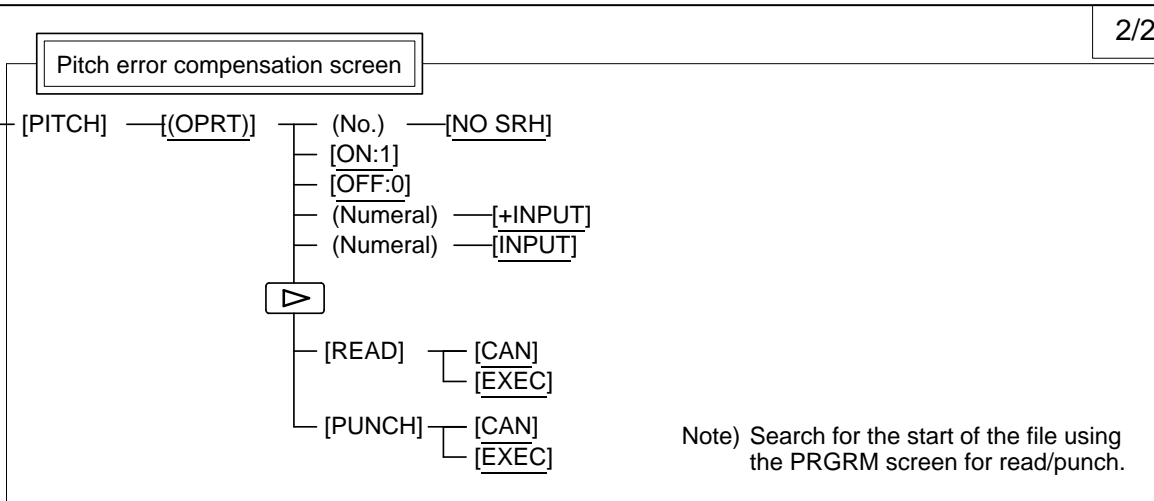 2/2
Pitch error compensation screen
[PITCH] [(OPRT)] (No.) [NO SRH]
[ON:1]
[OFF:0]
(Numeral) [+INPUT]
(Numeral) [INPUT]
[READ] [CAN]
[EXEC]
[PUNCH] [CAN]
[EXEC]
Note) Search for the start of the file using
the PRGRM screen for read/punch.